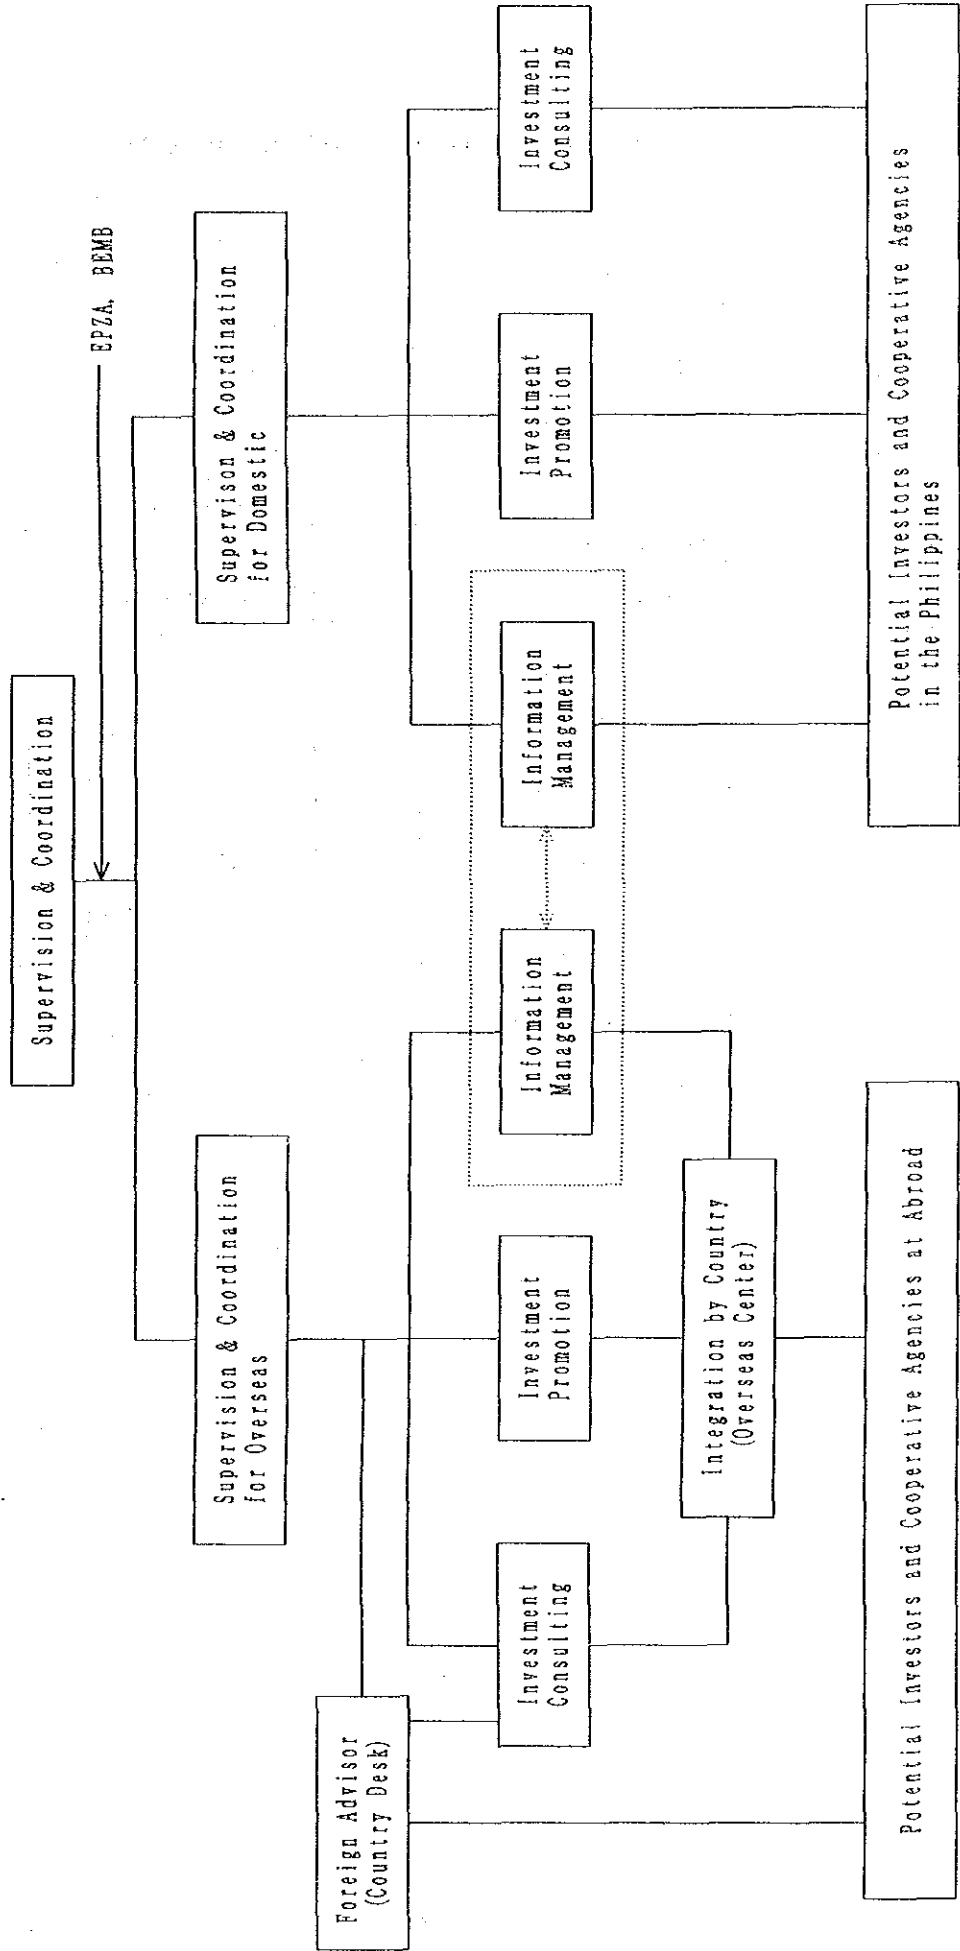 Supervision & Coordination
EPZA, BEMB
Supervision & Coordination
for Overseas
Supervison & Coordination
for Domestic
Foreign Advisor
(Country Desk)
Investment
Consulting
Investment
Promotion
Information
Management
Information
Management
Investment
Promotion
Investment
Consulting
Integration by Country
(Overseas Center)
Potential Investors and Cooperative Agencies at Abroad
Potential Investors and Cooperative Agencies
in the Philippines